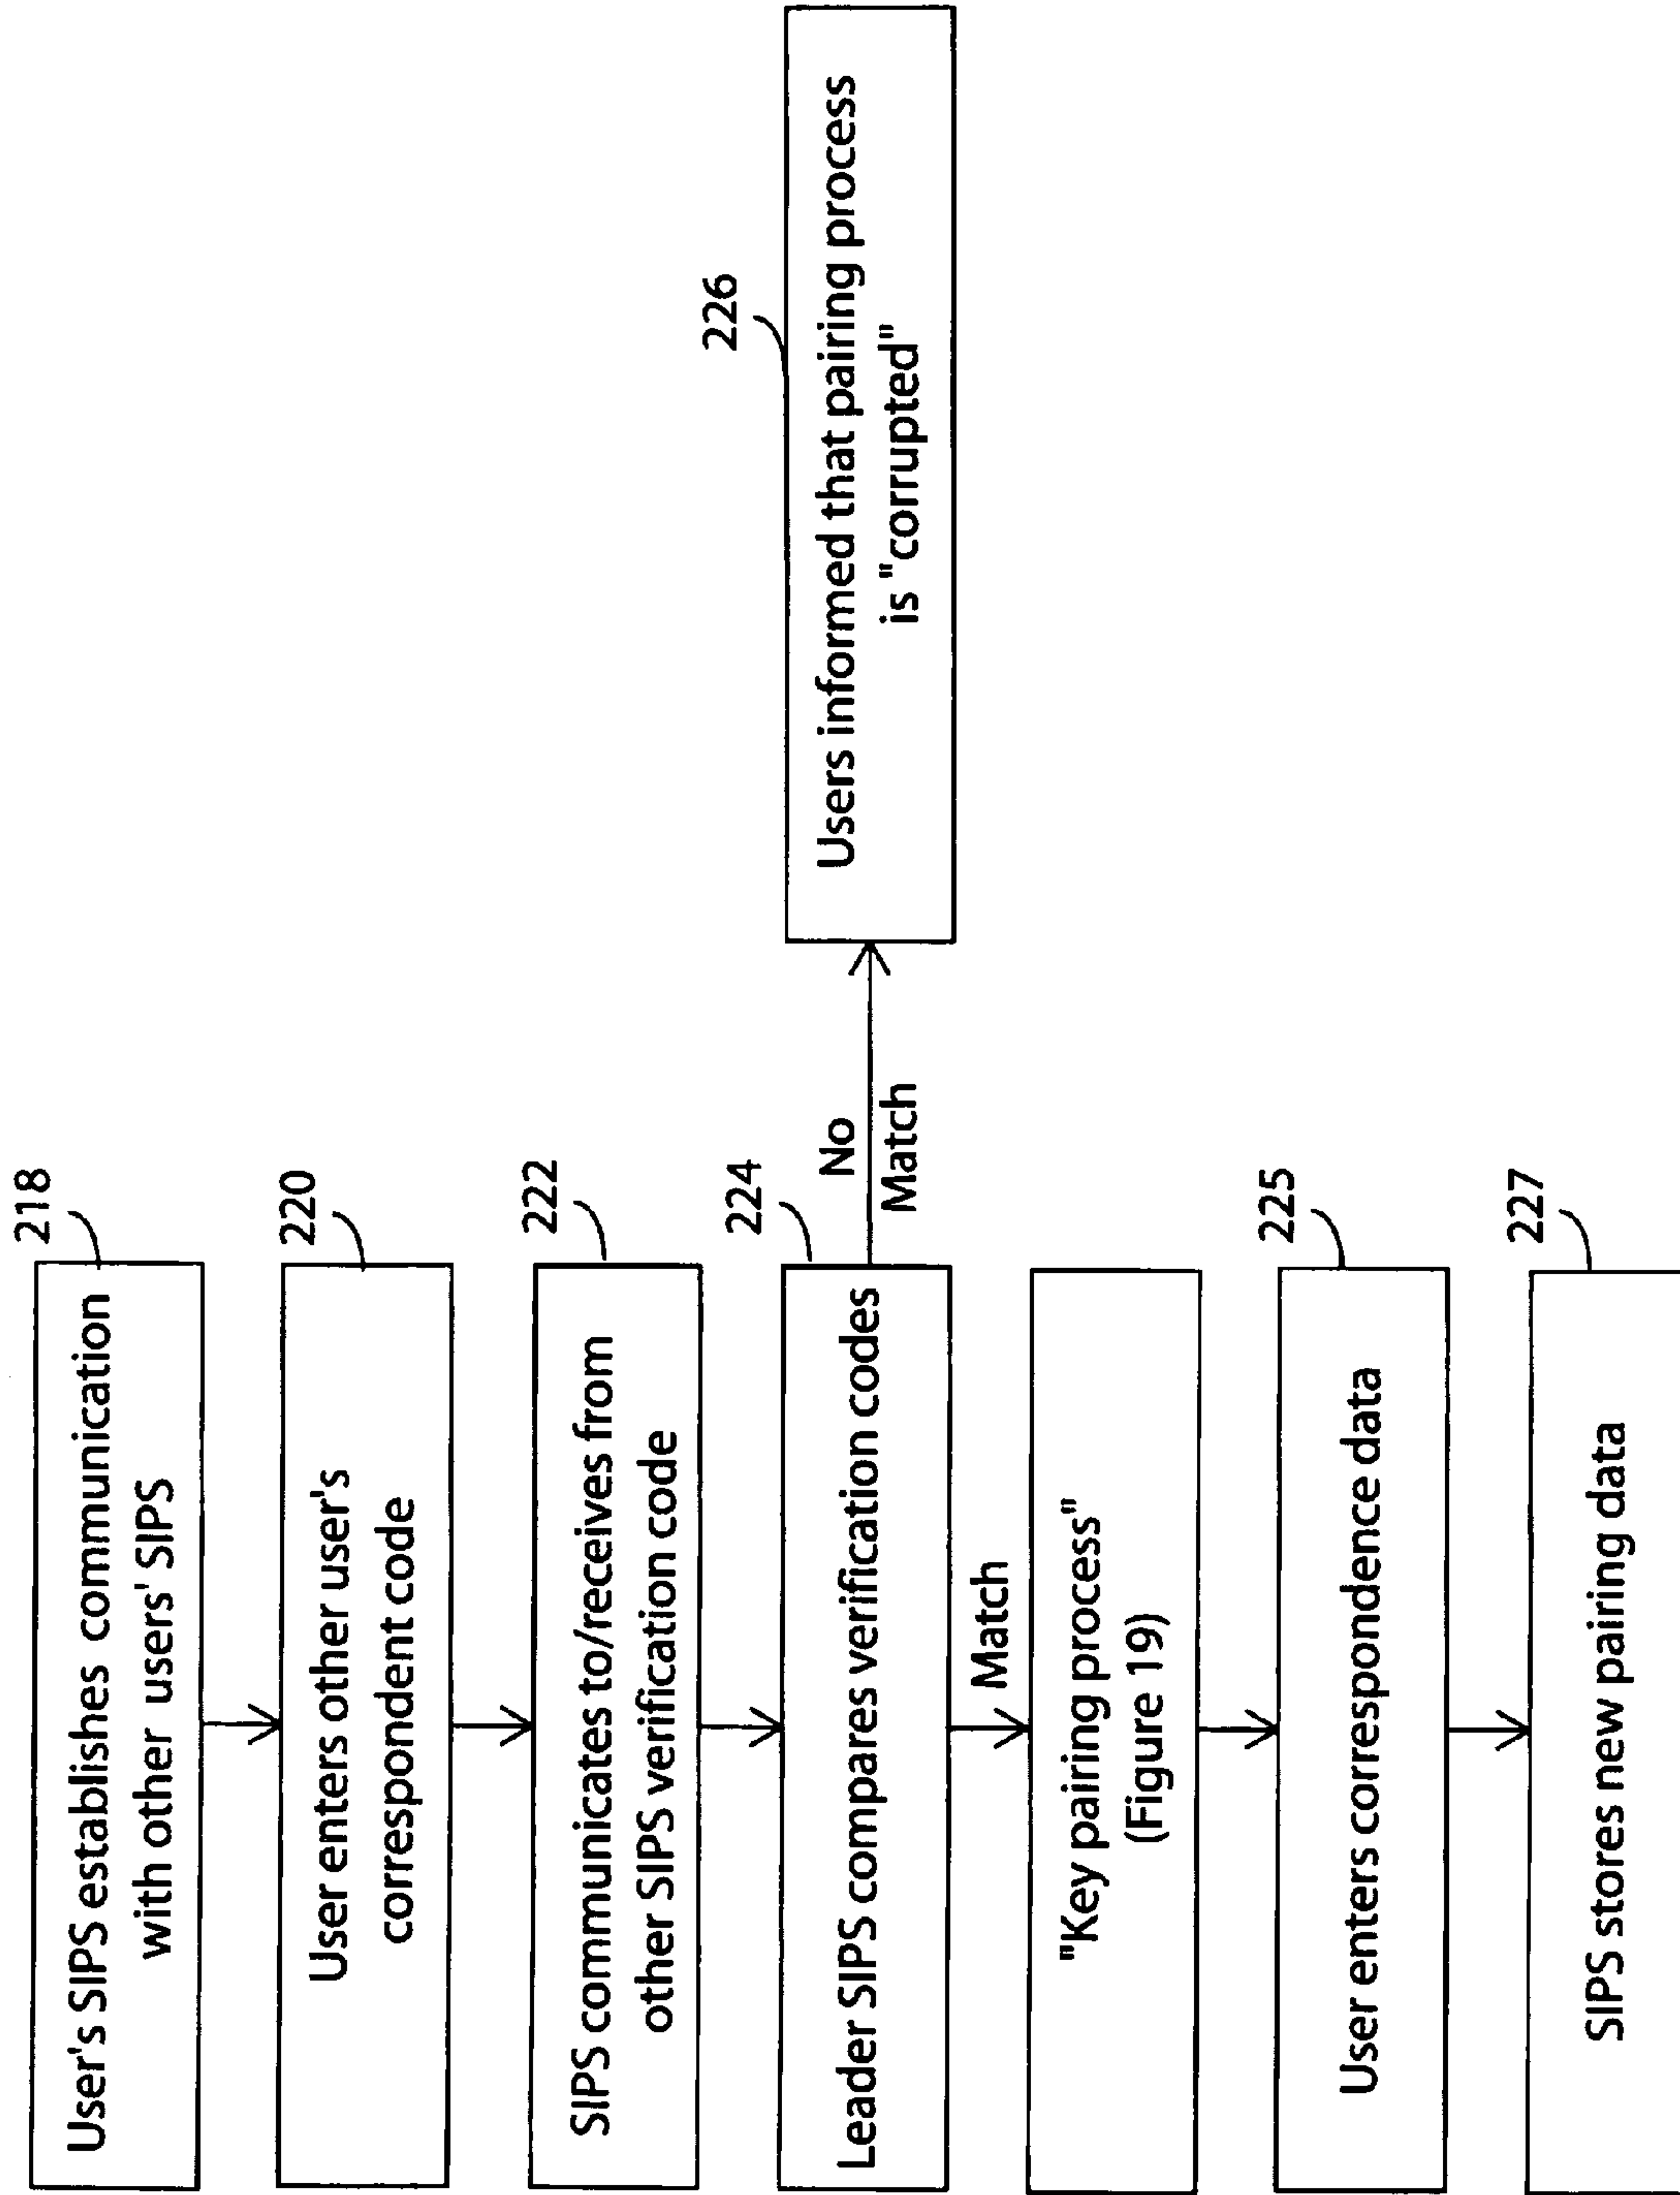 218
User's SIPS establishes communication
with other users' SIPS
220
User enters other user's
correspondent code
222
SIPS communicates to/receives from
other SIPS verification code
224
Leader SIPS compares verification codes
No
Match
226
Users informed that pairing process
is "corrupted"
Match
"Key pairing process"
(Figure 19)
225
User enters correspondence data
227
SIPS stores new pairing data